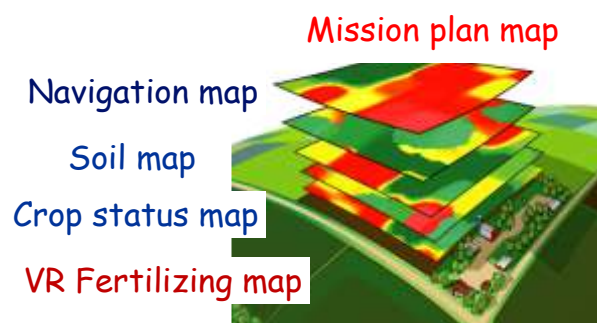 Mission plan map
Navigation map
Soil map
Crop status map
VR Fertilizing map